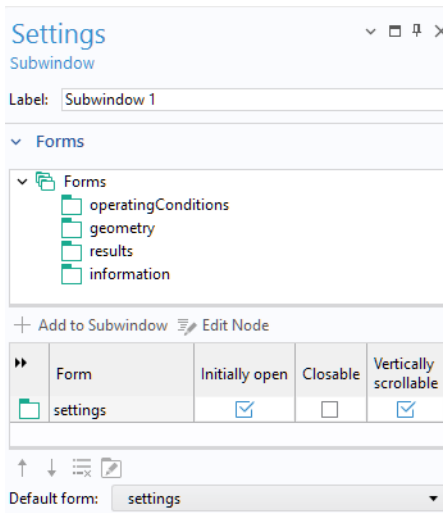 Settings
Subwindow
Label: Subwindow 1
Forms
Forms
operatingConditions
geometry
results
information
Add to Subwindow Edit Node
Form Initially open Closable Vertically scrollable
settings
Default form: settings